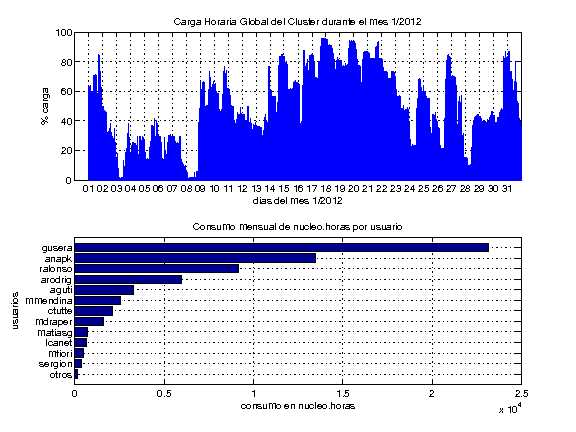 Carga Horaria Global del Cluster durante el mes 1/2012
100
80
60
40
20
0
% carga
01 02 03 04 05 06 07 08 09 10 11 12 13 14 15 16 17 18 19 20 21 22 23 24 25 26 27 28 29 30 31
dias del mes 1/2012
Consumo mensual de nucleo.horas por usuario
usuarios
gusera
anapk
ralonso
arodrig
aguti
mmendina
ctutte
mdraper
matiasg
lcanet
mfiori
sergion
otros
0 0.5 1.0 1.5 2.0 2.5
consumo en nucleo.horas
x 10^4